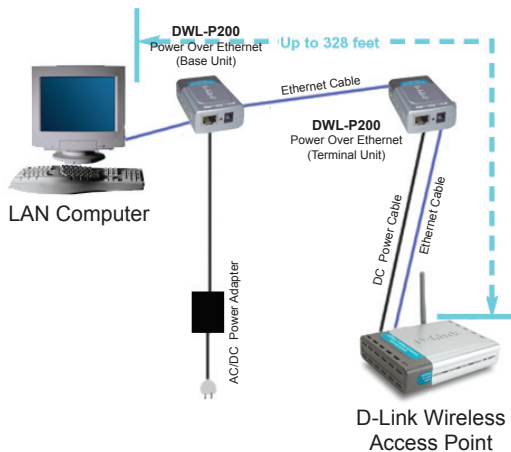 DWL-P200
Power Over Ethernet
(Base Unit)
Up to 328 feet
Ethernet Cable
DWL-P200
Power Over Ethernet
(Terminal Unit)
LAN Computer
AC/DC Power Adapter
DC Power Cable
Ethernet Cable
D-Link
D-Link Wireless
Access Point